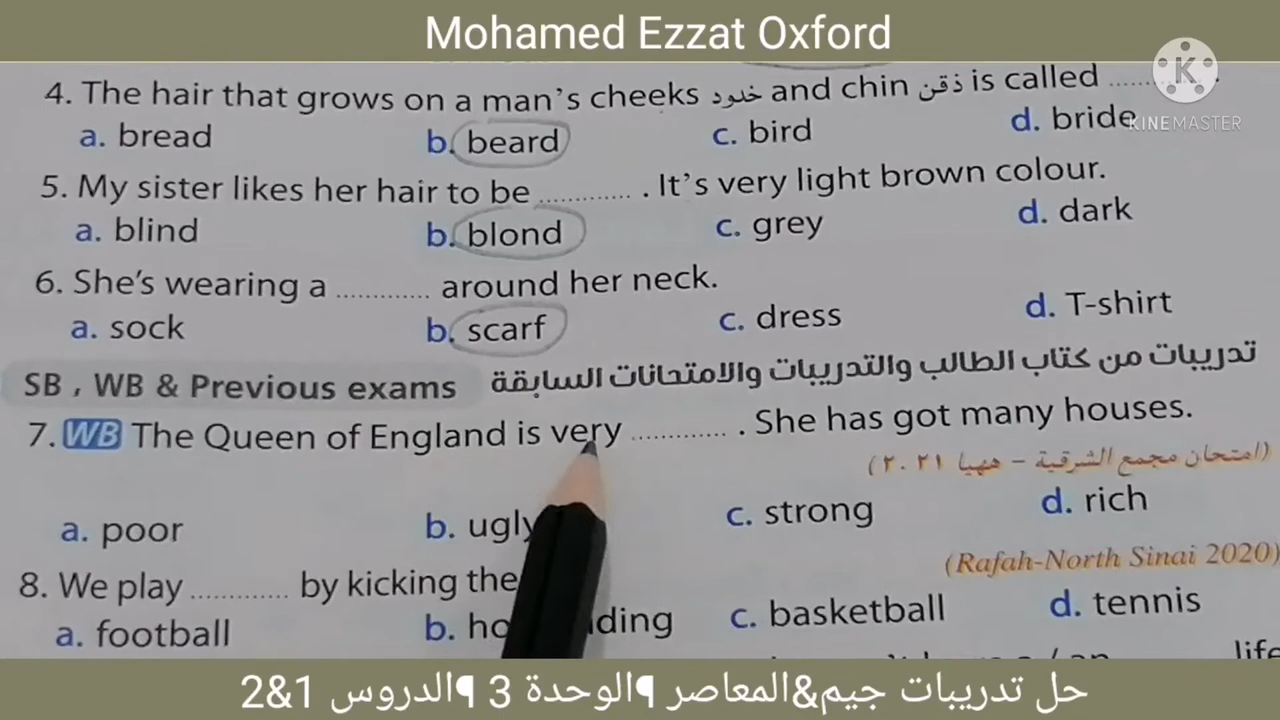 Mohamed Ezzat Oxford
K
KINEMASTER
4. The hair that grows on a man's cheeks خدود and chin ذقن is called ............
a. bread b. beard c. bird d. bride
5. My sister likes her hair to be ............ . It's very light brown colour.
a. blind b. blond c. grey d. dark
6. She's wearing a ............ around her neck.
a. sock b. scarf c. dress d. T-shirt
SB , WB & Previous exams تدريبات من كتاب الطالب والتدريبات والامتحانات السابقة
7. WB The Queen of England is very ............ . She has got many houses.
(امتحان مجمع الشرقية – ههيا ٢٠٢١)
a. poor b. ugly c. strong d. rich
8. We play ............ by kicking the
(Rafah-North Sinai 2020)
a. football b. ho ding c. basketball d. tennis
life
حل تدريبات جيم&المعاصر ¶الوحدة 3 ¶الدروس 1&2